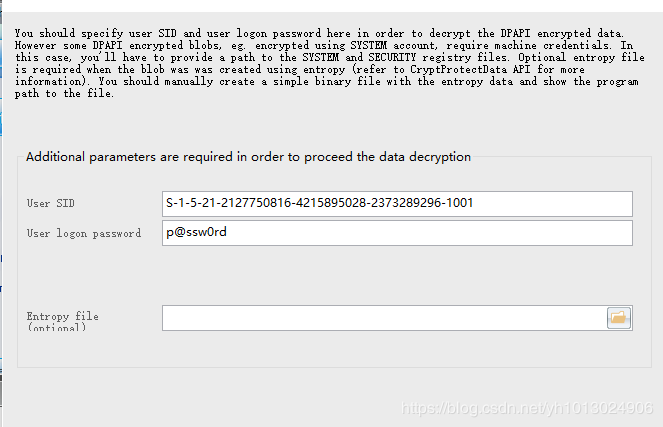 You should specify user SID and user logon password here in order to decrypt the DPAPI encrypted data.
However some DPAPI encrypted blobs, eg. encrypted using SYSTEM account, require machine credentials. In
this case, you'll have to provide a path to the SYSTEM and SECURITY registry files. Optional entropy file
is required when the blob was was created using entropy (refer to CryptProtectData API for more
information). You should manually create a simple binary file with the entropy data and show the program
path to the file.
Additional parameters are required in order to proceed the data decryption
User SID
S-1-5-21-2127750816-4215895028-2373289296-1001
User logon password
p@ssw0rd
Entropy file
(optional)
https://blog.csdn.net/yh1013024906